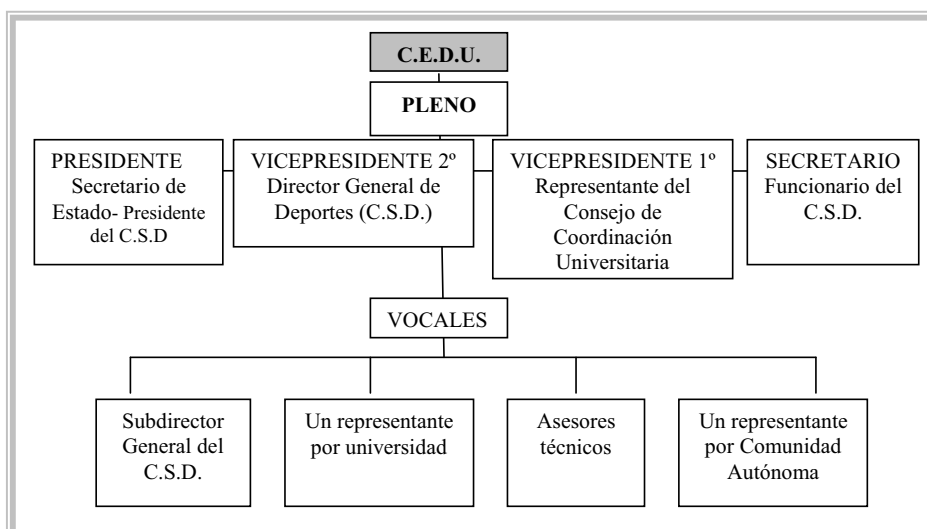 C.E.D.U.
PLENO
PRESIDENTE
Secretario de
Estado- Presidente
del C.S.D
VICEPRESIDENTE 2º
Director General de
Deportes (C.S.D.)
VICEPRESIDENTE 1º
Representante del
Consejo de
Coordinación
Universitaria
SECRETARIO
Funcionario del
C.S.D.
VOCALES
Subdirector
General del
C.S.D.
Un representante
por universidad
Asesores
técnicos
Un representante
por Comunidad
Autónoma